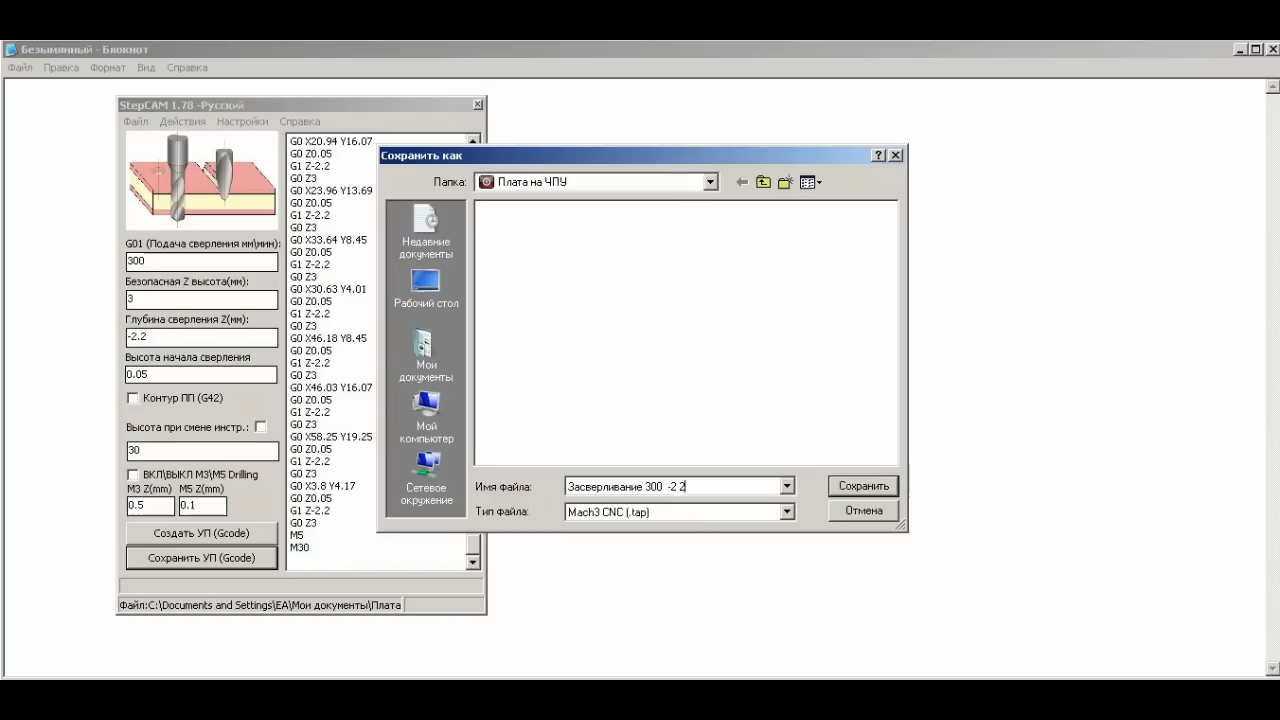 Безымянный - Блокнот
Файл Правка Формат Вид Справка
StepCAM 1.78 -Русский
Файл Действия Настройки Справка
G01 (Подача сверления мм\мин):
300
Безопасная Z высота(мм):
3
Глубина сверления Z(мм):
-2.2
Высота начала сверления
0.05
Контур ПП (G42)
Высота при смене инстр.:
30
ВКЛ\ВЫКЛ М3\М5 Drilling
M3 Z(mm) M5 Z(mm)
0.5 0.1
Создать УП (Gcode)
Сохранить УП (Gcode)
Файл:C:\Documents and Settings\EA\Мои документы\Плата
G0 X20.94 Y16.07
G0 Z0.05
G1 Z-2.2
G0 Z3
G0 X23.96 Y13.69
G0 Z0.05
G1 Z-2.2
G0 Z3
G0 X33.64 Y8.45
G0 Z0.05
G1 Z-2.2
G0 Z3
G0 X30.63 Y4.01
G0 Z0.05
G1 Z-2.2
G0 Z3
G0 X46.18 Y8.45
G0 Z0.05
G1 Z-2.2
G0 Z3
G0 X46.03 Y16.07
G0 Z0.05
G1 Z-2.2
G0 Z3
G0 X58.25 Y19.25
G0 Z0.05
G1 Z-2.2
G0 Z3
G0 X3.8 Y4.17
G0 Z0.05
G1 Z-2.2
G0 Z3
M5
M30
Сохранить как
Папка: Плата на ЧПУ
Недавние
документы
Рабочий стол
Мои
документы
Мой
компьютер
Сетевое
окружение
Имя файла: Засверливание 300 -2 2 Сохранить
Тип файла: Mach3 CNC (.tap) Отмена